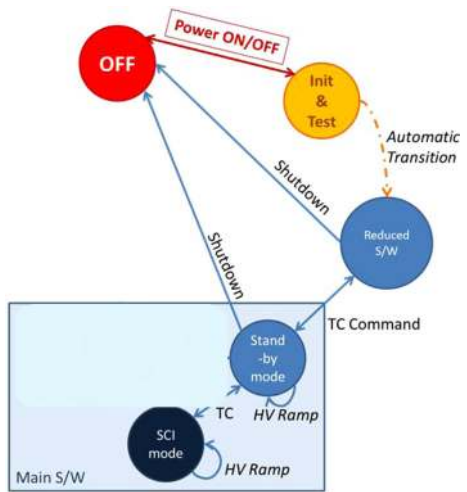 Power ON/OFF
OFF
Init
&
Test
Automatic
Transition
Shutdown
Reduced
S/W
Shutdown
TC Command
Stand
-by
mode
HV Ramp
TC
SCI
mode
HV Ramp
Main S/W